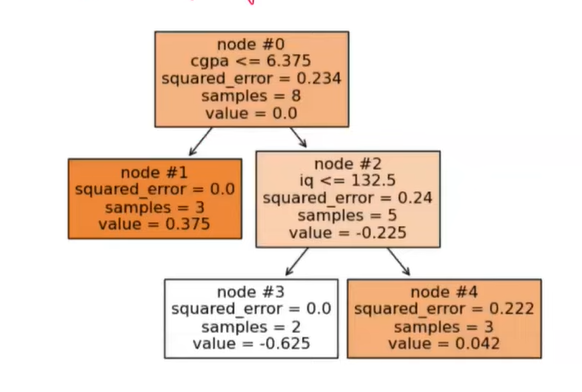 node #0
cgpa <= 6.375
squared_error = 0.234
samples = 8
value = 0.0
node #1
squared_error = 0.0
samples = 3
value = 0.375
node #2
iq <= 132.5
squared_error = 0.24
samples = 5
value = -0.225
node #3
squared_error = 0.0
samples = 2
value = -0.625
node #4
squared_error = 0.222
samples = 3
value = 0.042